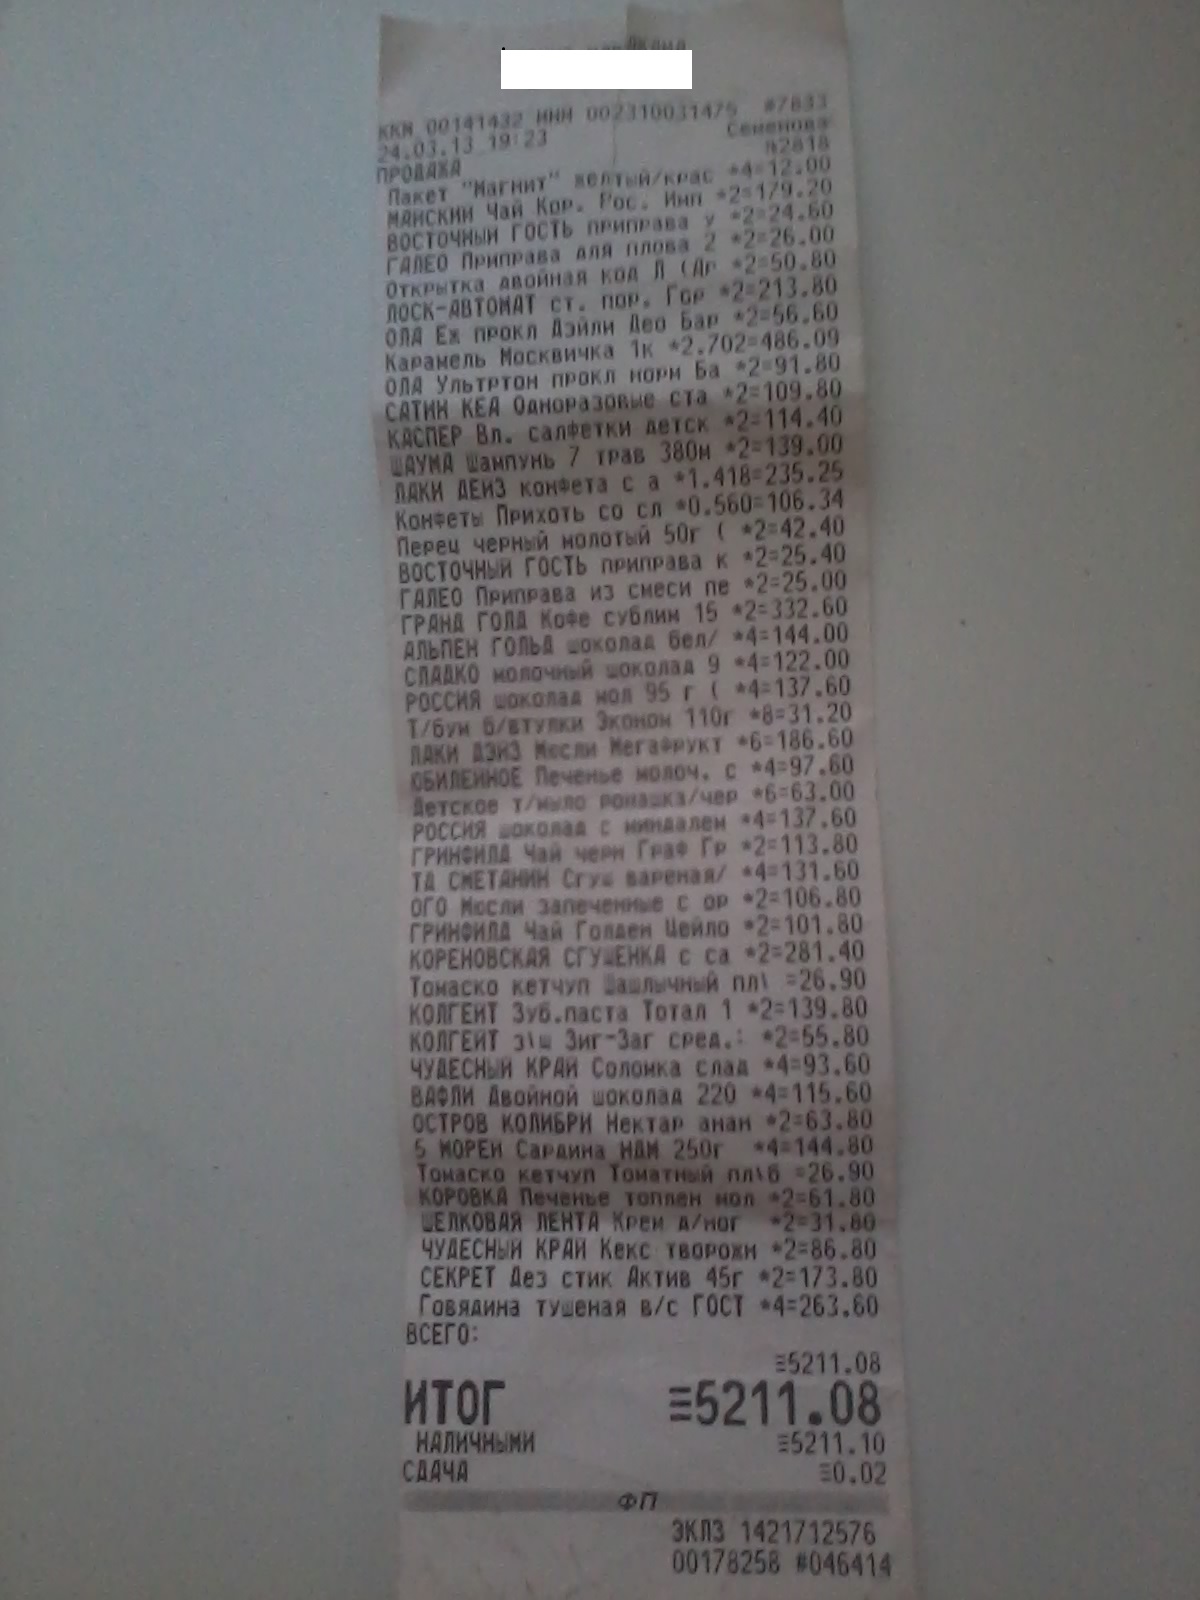 ККМ 00141432 ИНН 002310031475 #7833
24.03.13 19:23 Семенова
ПРОДАЖА №2818
Пакет "Магнит" желтый/крас *4=12.00
МАЙСКИЙ Чай Кор. Рос. Имп *2=179.20
ВОСТОЧНЫЙ ГОСТЬ приправа у *2=24.60
ГАЛЕО Приправа для плова 2 *2=26.00
Открытка двойная код Л (Др *2=50.80
ЛОСК-АВТОМАТ ст. пор. Гор *2=213.80
ОЛА Еж прокл Дэйли Део Бар *2=56.60
Карамель Москвичка 1к *2.702=486.09
ОЛА Ультртон прокл норм Ба *2=91.80
САТИН КЕА Одноразовые ста *2=109.80
КАСПЕР Вл. салфетки детск *2=114.40
ШАУМА Шампунь 7 трав 380м *2=139.00
ЛАКИ ДЕЙЗ конфета с а *1.418=235.25
Конфеты Прихоть со сл *0.560=106.34
Перец черный молотый 50г ( *2=42.40
ВОСТОЧНЫЙ ГОСТЬ приправа к *2=25.40
ГАЛЕО Приправа из смеси пе *2=25.00
ГРАНД ГОЛД Кофе сублим 15 *2=332.60
АЛЬПЕН ГОЛЬД шоколад бел/ *4=144.00
СЛАДКО молочный шоколад 9 *4=122.00
РОССИЯ шоколад мол 95 г ( *4=137.60
Т/бум б/втулки Эконом 110г *8=31.20
ЛАКИ ДЭЙЗ Мюсли Мегафрукт *6=186.60
ЮБИЛЕЙНОЕ Печенье молоч. с *4=97.60
Детское т/мыло ромашка/чер *6=63.00
РОССИЯ шоколад с миндалем *4=137.60
ГРИНФИЛД Чай черн Граф Гр *2=113.80
ТД СМЕТАНИН Сгущ вареная/ *4=131.60
ОГО Мюсли запеченные с ор *2=106.80
ГРИНФИЛД Чай Голден Цейло *2=101.80
КОРЕНОВСКАЯ СГУЩЕНКА с са *2=281.40
Томаско кетчуп Шашлычный пл\ =26.90
КОЛГЕЙТ Зуб.паста Тотал 1 *2=139.80
КОЛГЕЙТ з\щ Зиг-Заг сред.: *2=55.80
ЧУДЕСНЫЙ КРАЙ Соломка слад *4=93.60
ВАФЛИ Двойной шоколад 220 *4=115.60
ОСТРОВ КОЛИБРИ Нектар анан *2=63.80
5 МОРЕЙ Сардина НДМ 250г *4=144.80
Томаско кетчуп Томатный пл\б =26.90
КОРОВКА Печенье топлен мол *2=61.80
ШЕЛКОВАЯ ЛЕНТА Крем д/ног *2=31.80
ЧУДЕСНЫЙ КРАЙ Кекс творожн *2=86.80
СЕКРЕТ Дез стик Актив 45г *2=173.80
Говядина тушеная в/с ГОСТ *4=263.60
ВСЕГО:
≡5211.08
ИТОГ ≡5211.08
НАЛИЧНЫМИ ≡5211.10
СДАЧА ≡0.02
ФП
ЭКЛЗ 1421712576
00178258 #046414